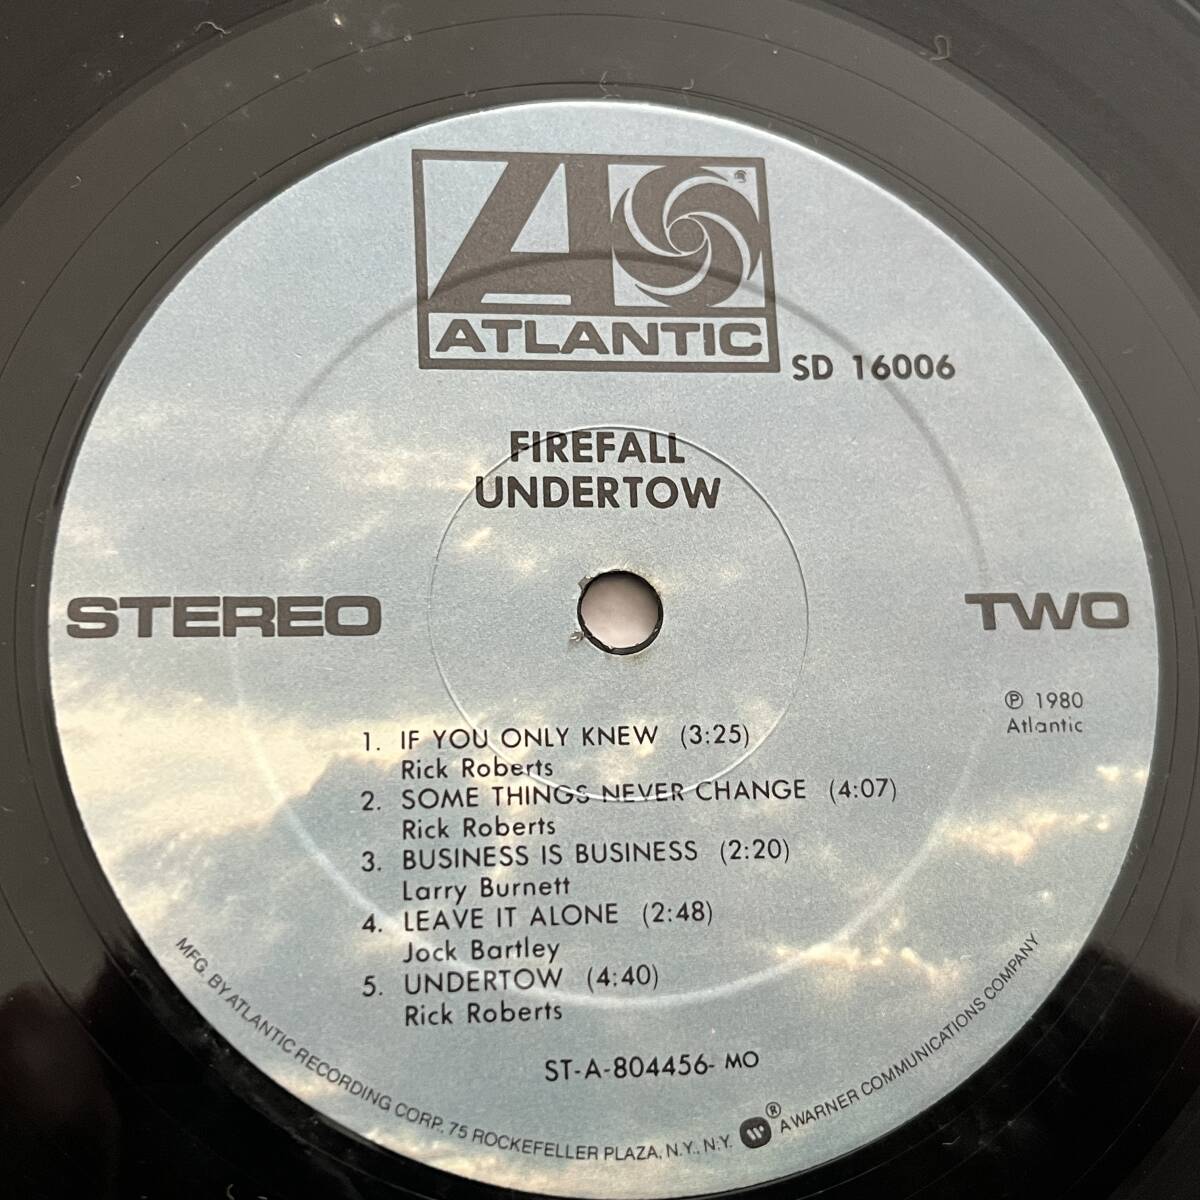 ATLANTIC
SD 16006
FIREFALL
UNDERTOW
STEREO
TWO
℗ 1980
Atlantic
1. IF YOU ONLY KNEW (3:25)
Rick Roberts
2. SOME THINGS NEVER CHANGE (4:07)
Rick Roberts
3. BUSINESS IS BUSINESS (2:20)
Larry Burnett
4. LEAVE IT ALONE (2:48)
Jock Bartley
5. UNDERTOW (4:40)
Rick Roberts
ST-A-804456- MO
MFG. BY ATLANTIC RECORDING CORP., 75 ROCKEFELLER PLAZA, N.Y., N.Y. ® A WARNER COMMUNICATIONS COMPANY